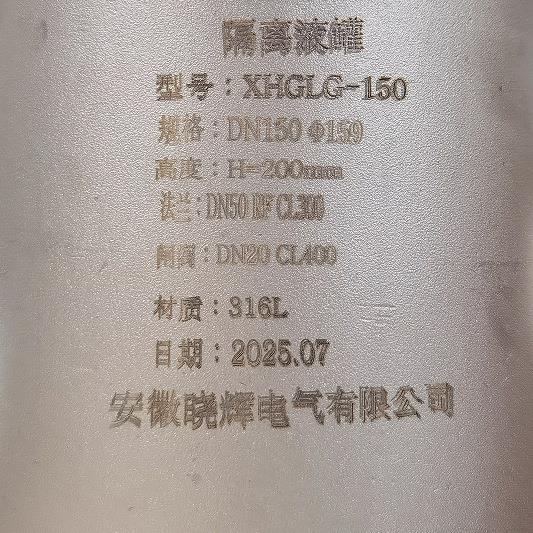 隔离液罐
型号：XHGLG-150
规格：DN150 Φ159
高度：H=200mm
法兰：DN50 RF CL300
闸阀：DN20 CL400
材质：316L
日期：2025.07
安徽晓辉电气有限公司